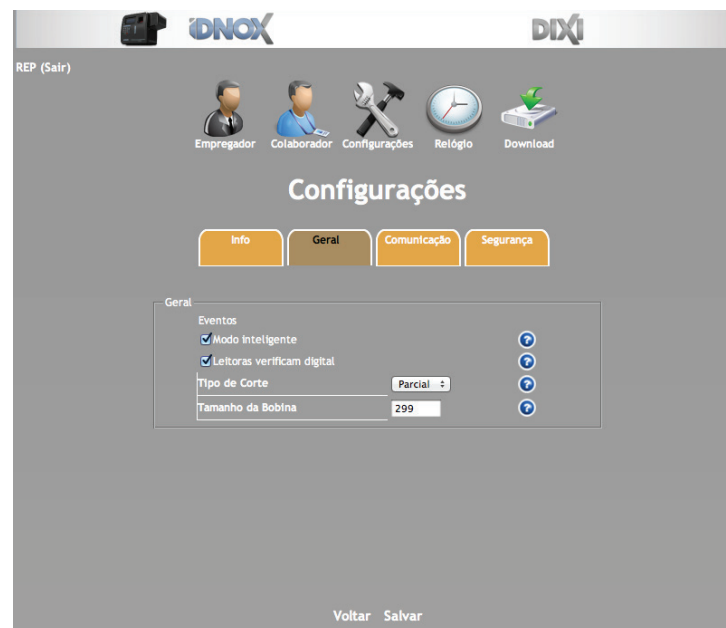 iDNOX DIXI
REP (Sair)
Empregador Colaborador Configurações Relógio Download
Configurações
Info Geral Comunicação Segurança
Geral
Eventos
Modo Inteligente ?
Leitoras verificam digital ?
Tipo de Corte Parcial ?
Tamanho da Bobina 299 ?
Voltar Salvar